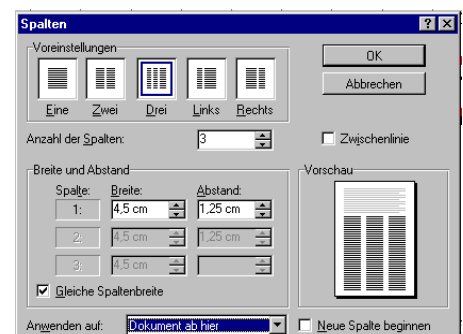 Spalten
Voreinstellungen
Eine Zwei Drei Links Rechts
OK
Abbrechen
Anzahl der Spalten: 3
Zwischenlinie
Breite und Abstand
Spalte: Breite: Abstand:
1: 4,5 cm 1,25 cm
2: 4,5 cm 1,25 cm
3: 4,5 cm
Gleiche Spaltenbreite
Vorschau
Anwenden auf: Dokument ab hier
Neue Spalte beginnen